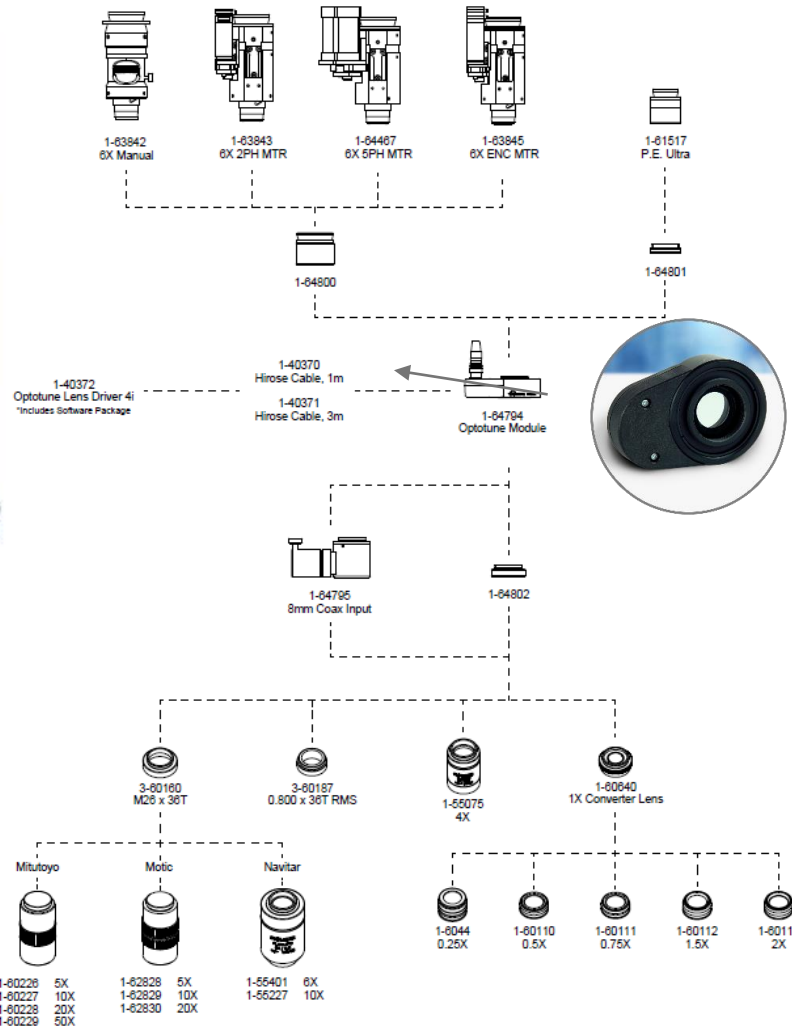 1-63842
6X Manual
1-63843
6X 2PH MTR
1-64467
6X 5PH MTR
1-63845
6X ENC MTR
1-61517
P.E. Ultra
1-64800
1-64801
1-40372
Optotune Lens Driver 4i
*Includes Software Package
1-40370
Hirose Cable, 1m
1-40371
Hirose Cable, 3m
1-64794
Optotune Module
1-64795
8mm Coax Input
1-64802
3-60160
M26 x 36T
3-60187
0.800 x 36T RMS
1-55075
4X
1-60640
1X Converter Lens
Mitutoyo
Motic
Navitar
1-6044
0.25X
1-60110
0.5X
1-60111
0.75X
1-60112
1.5X
1-6011
2X
1-60226 5X
1-60227 10X
1-60228 20X
1-60229 50X
1-62828 5X
1-62829 10X
1-62830 20X
1-55401 6X
1-55227 10X